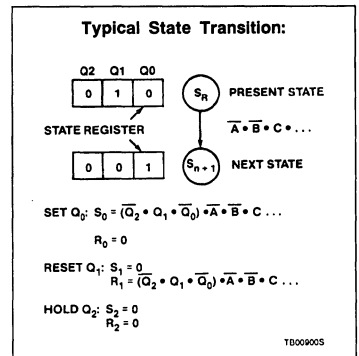 Typical State Transition:
Q2 Q1 Q0
0 1 0
S_R
PRESENT STATE
STATE REGISTER
A̅ • B̅ • C • . . .
0 0 1
S_{n + 1}
NEXT STATE
SET Q₀: S₀ = (Q̅₂ • Q₁ • Q̅₀) • A̅ • B̅ • C . . .
R₀ = 0
RESET Q₁: S₁ = 0
R₁ = (Q̅₂ • Q₁ • Q̅₀) • A̅ • B̅ • C . . .
HOLD Q₂: S₂ = 0
R₂ = 0
TB00900S